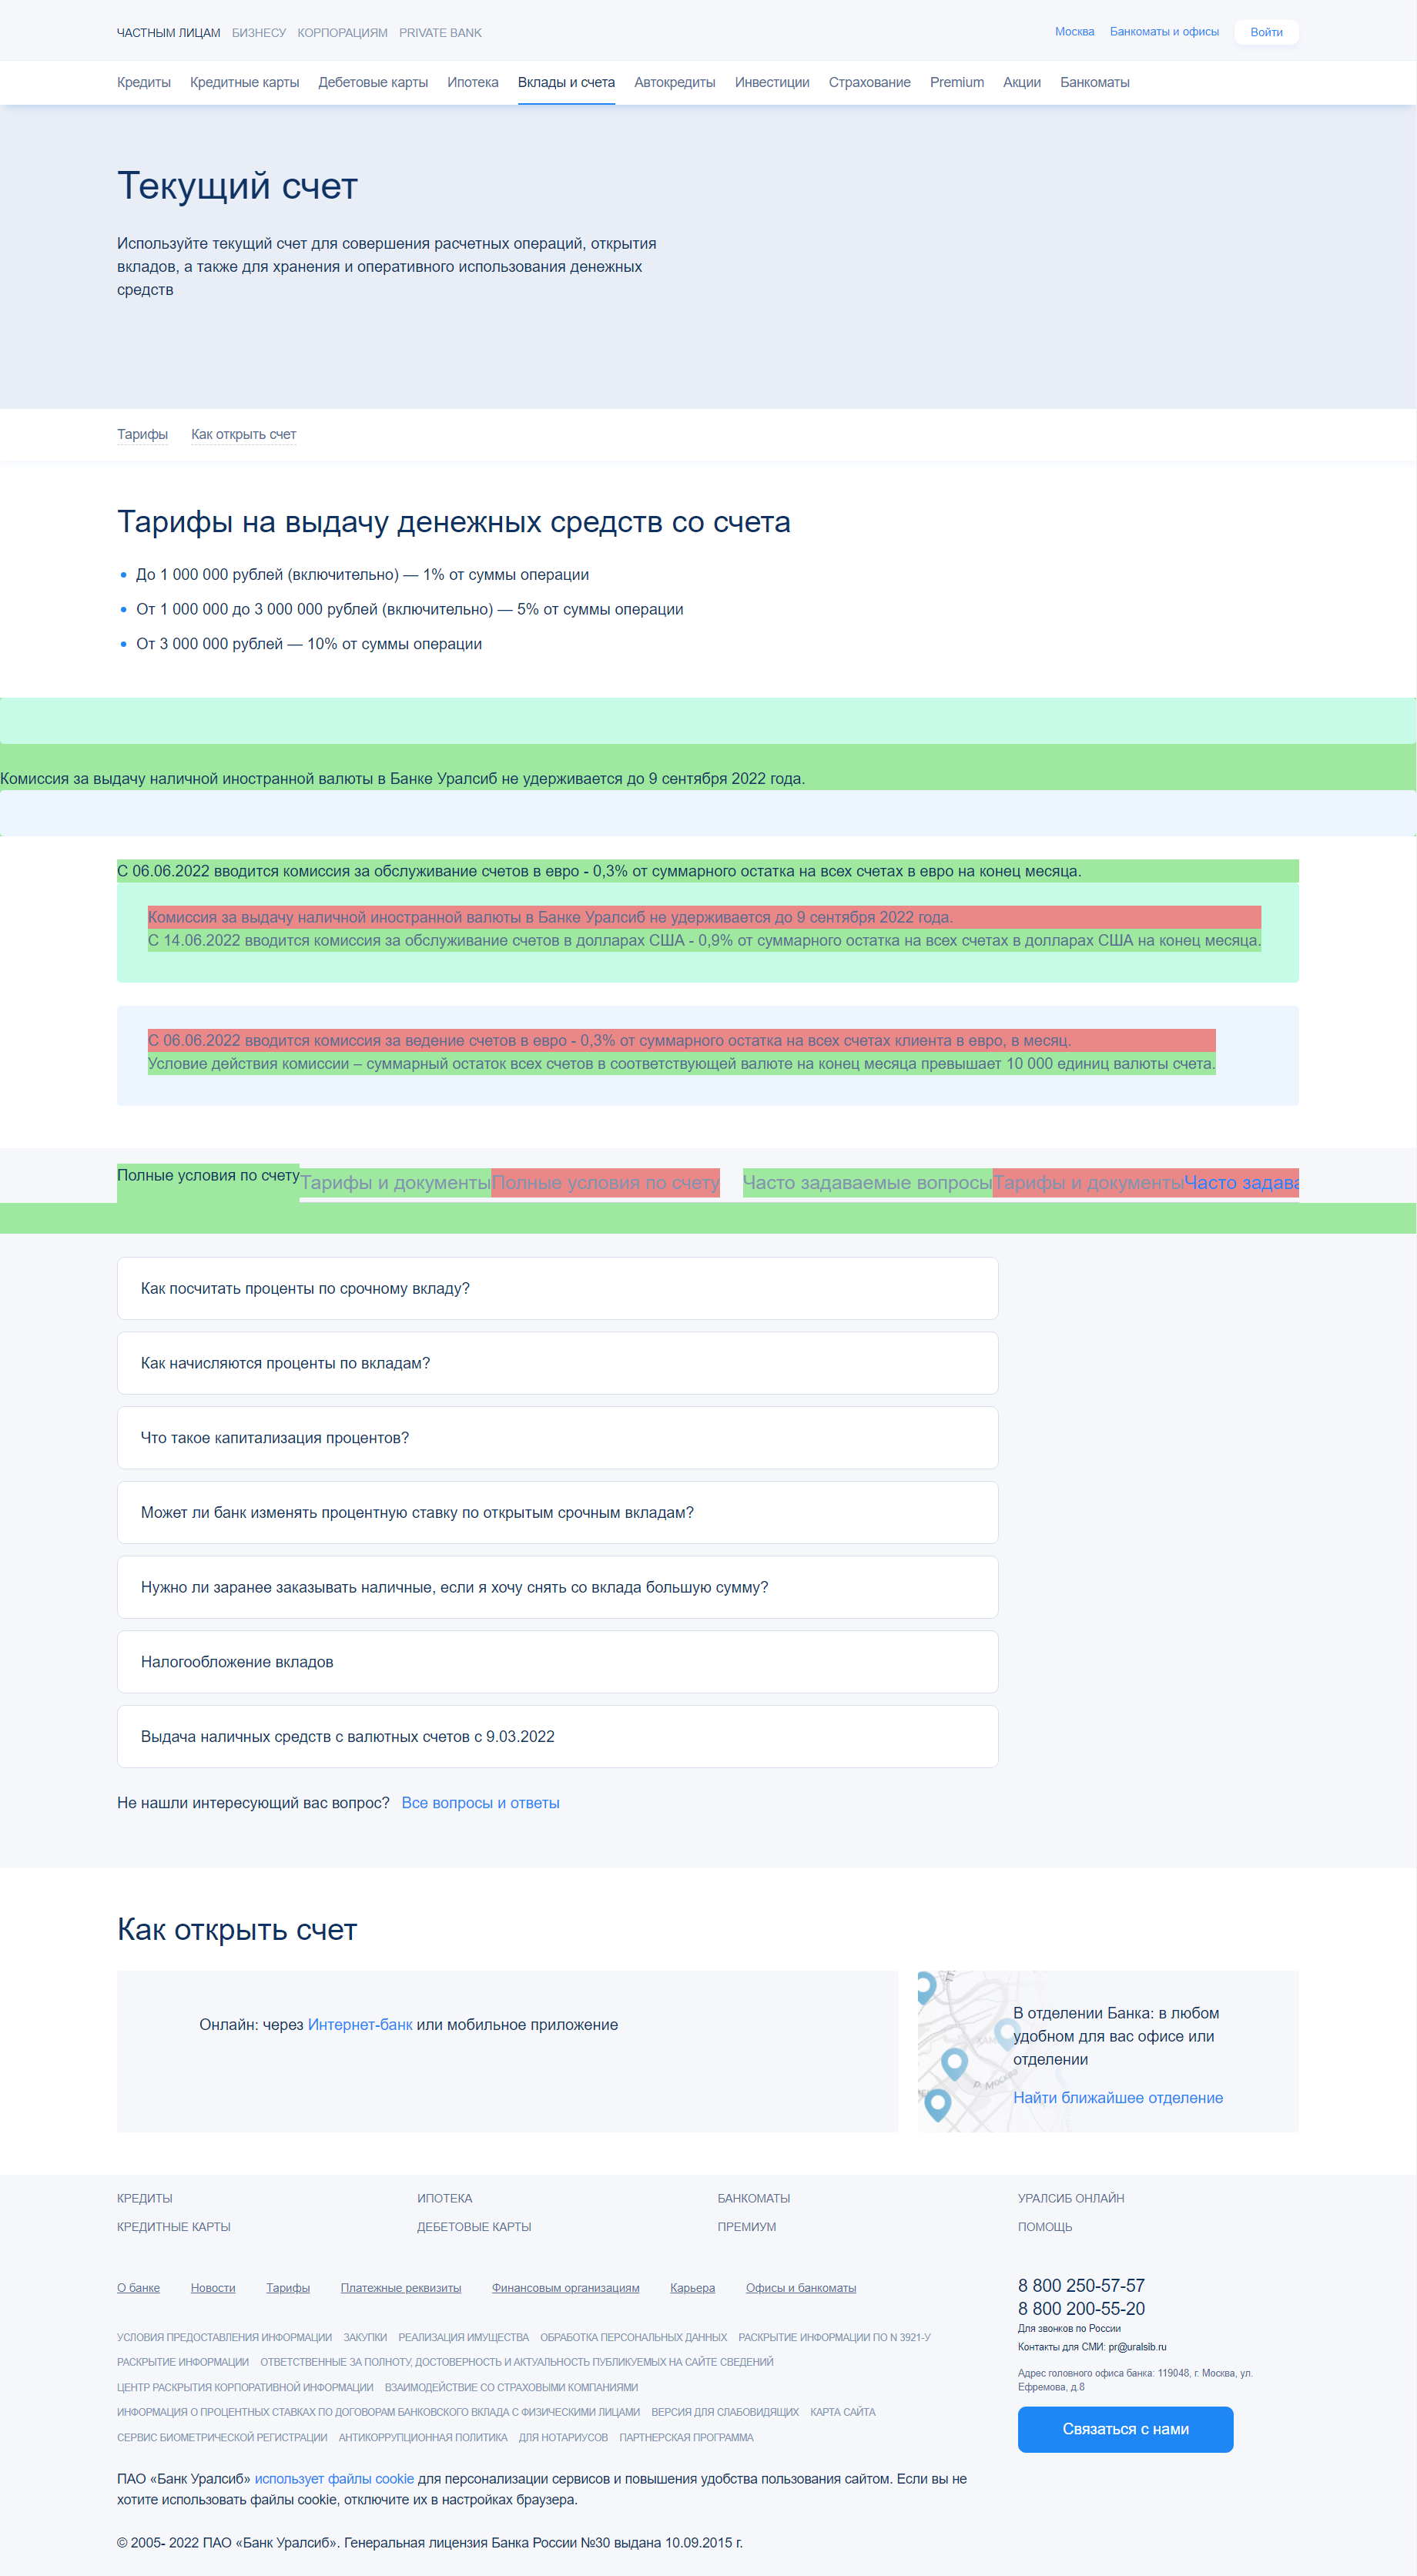 ЧАСТНЫМ ЛИЦАМ БИЗНЕСУ КОРПОРАЦИЯМ PRIVATE BANK Москва Банкоматы и офисы Войти
Кредиты Кредитные карты Дебетовые карты Ипотека Вклады и счета Автокредиты Инвестиции Страхование Premium Акции Банкоматы
Текущий счет
Используйте текущий счет для совершения расчетных операций, открытия
вкладов, а также для хранения и оперативного использования денежных
средств
Тарифы Как открыть счет
Тарифы на выдачу денежных средств со счета
До 1 000 000 рублей (включительно) — 1% от суммы операции
От 1 000 000 до 3 000 000 рублей (включительно) — 5% от суммы операции
От 3 000 000 рублей — 10% от суммы операции
Комиссия за выдачу наличной иностранной валюты в Банке Уралсиб не удерживается до 9 сентября 2022 года.
С 06.06.2022 вводится комиссия за обслуживание счетов в евро - 0,3% от суммарного остатка на всех счетах в евро на конец месяца.
Комиссия за выдачу наличной иностранной валюты в Банке Уралсиб не удерживается до 9 сентября 2022 года.
С 14.06.2022 вводится комиссия за обслуживание счетов в долларах США - 0,9% от суммарного остатка на всех счетах в долларах США на конец месяца.
С 06.06.2022 вводится комиссия за ведение счетов в евро - 0,3% от суммарного остатка на всех счетах клиента в евро, в месяц.
Условие действия комиссии – суммарный остаток всех счетов в соответствующей валюте на конец месяца превышает 10 000 единиц валюты счета.
Полные условия по счету Тарифы и документы Полные условия по счету Часто задаваемые вопросы Тарифы и документы Часто задава
Как посчитать проценты по срочному вкладу?
Как начисляются проценты по вкладам?
Что такое капитализация процентов?
Может ли банк изменять процентную ставку по открытым срочным вкладам?
Нужно ли заранее заказывать наличные, если я хочу снять со вклада большую сумму?
Налогообложение вкладов
Выдача наличных средств с валютных счетов с 9.03.2022
Не нашли интересующий вас вопрос? Все вопросы и ответы
Как открыть счет
Онлайн: через Интернет-банк или мобильное приложение
В отделении Банка: в любом
удобном для вас офисе или
отделении
р. Москва
Найти ближайшее отделение
КРЕДИТЫ ИПОТЕКА БАНКОМАТЫ УРАЛСИБ ОНЛАЙН
КРЕДИТНЫЕ КАРТЫ ДЕБЕТОВЫЕ КАРТЫ ПРЕМИУМ ПОМОЩЬ
О банке Новости Тарифы Платежные реквизиты Финансовым организациям Карьера Офисы и банкоматы
8 800 250-57-57
8 800 200-55-20
Для звонков по России
Контакты для СМИ: pr@uralsib.ru
Адрес головного офиса банка: 119048, г. Москва, ул.
Ефремова, д.8
Связаться с нами
УСЛОВИЯ ПРЕДОСТАВЛЕНИЯ ИНФОРМАЦИИ ЗАКУПКИ РЕАЛИЗАЦИЯ ИМУЩЕСТВА ОБРАБОТКА ПЕРСОНАЛЬНЫХ ДАННЫХ РАСКРЫТИЕ ИНФОРМАЦИИ ПО N 3921-У
РАСКРЫТИЕ ИНФОРМАЦИИ ОТВЕТСТВЕННЫЕ ЗА ПОЛНОТУ, ДОСТОВЕРНОСТЬ И АКТУАЛЬНОСТЬ ПУБЛИКУЕМЫХ НА САЙТЕ СВЕДЕНИЙ
ЦЕНТР РАСКРЫТИЯ КОРПОРАТИВНОЙ ИНФОРМАЦИИ ВЗАИМОДЕЙСТВИЕ СО СТРАХОВЫМИ КОМПАНИЯМИ
ИНФОРМАЦИЯ О ПРОЦЕНТНЫХ СТАВКАХ ПО ДОГОВОРАМ БАНКОВСКОГО ВКЛАДА С ФИЗИЧЕСКИМИ ЛИЦАМИ ВЕРСИЯ ДЛЯ СЛАБОВИДЯЩИХ КАРТА САЙТА
СЕРВИС БИОМЕТРИЧЕСКОЙ РЕГИСТРАЦИИ АНТИКОРРУПЦИОННАЯ ПОЛИТИКА ДЛЯ НОТАРИУСОВ ПАРТНЕРСКАЯ ПРОГРАММА
ПАО «Банк Уралсиб» использует файлы cookie для персонализации сервисов и повышения удобства пользования сайтом. Если вы не
хотите использовать файлы cookie, отключите их в настройках браузера.
© 2005- 2022 ПАО «Банк Уралсиб». Генеральная лицензия Банка России №30 выдана 10.09.2015 г.